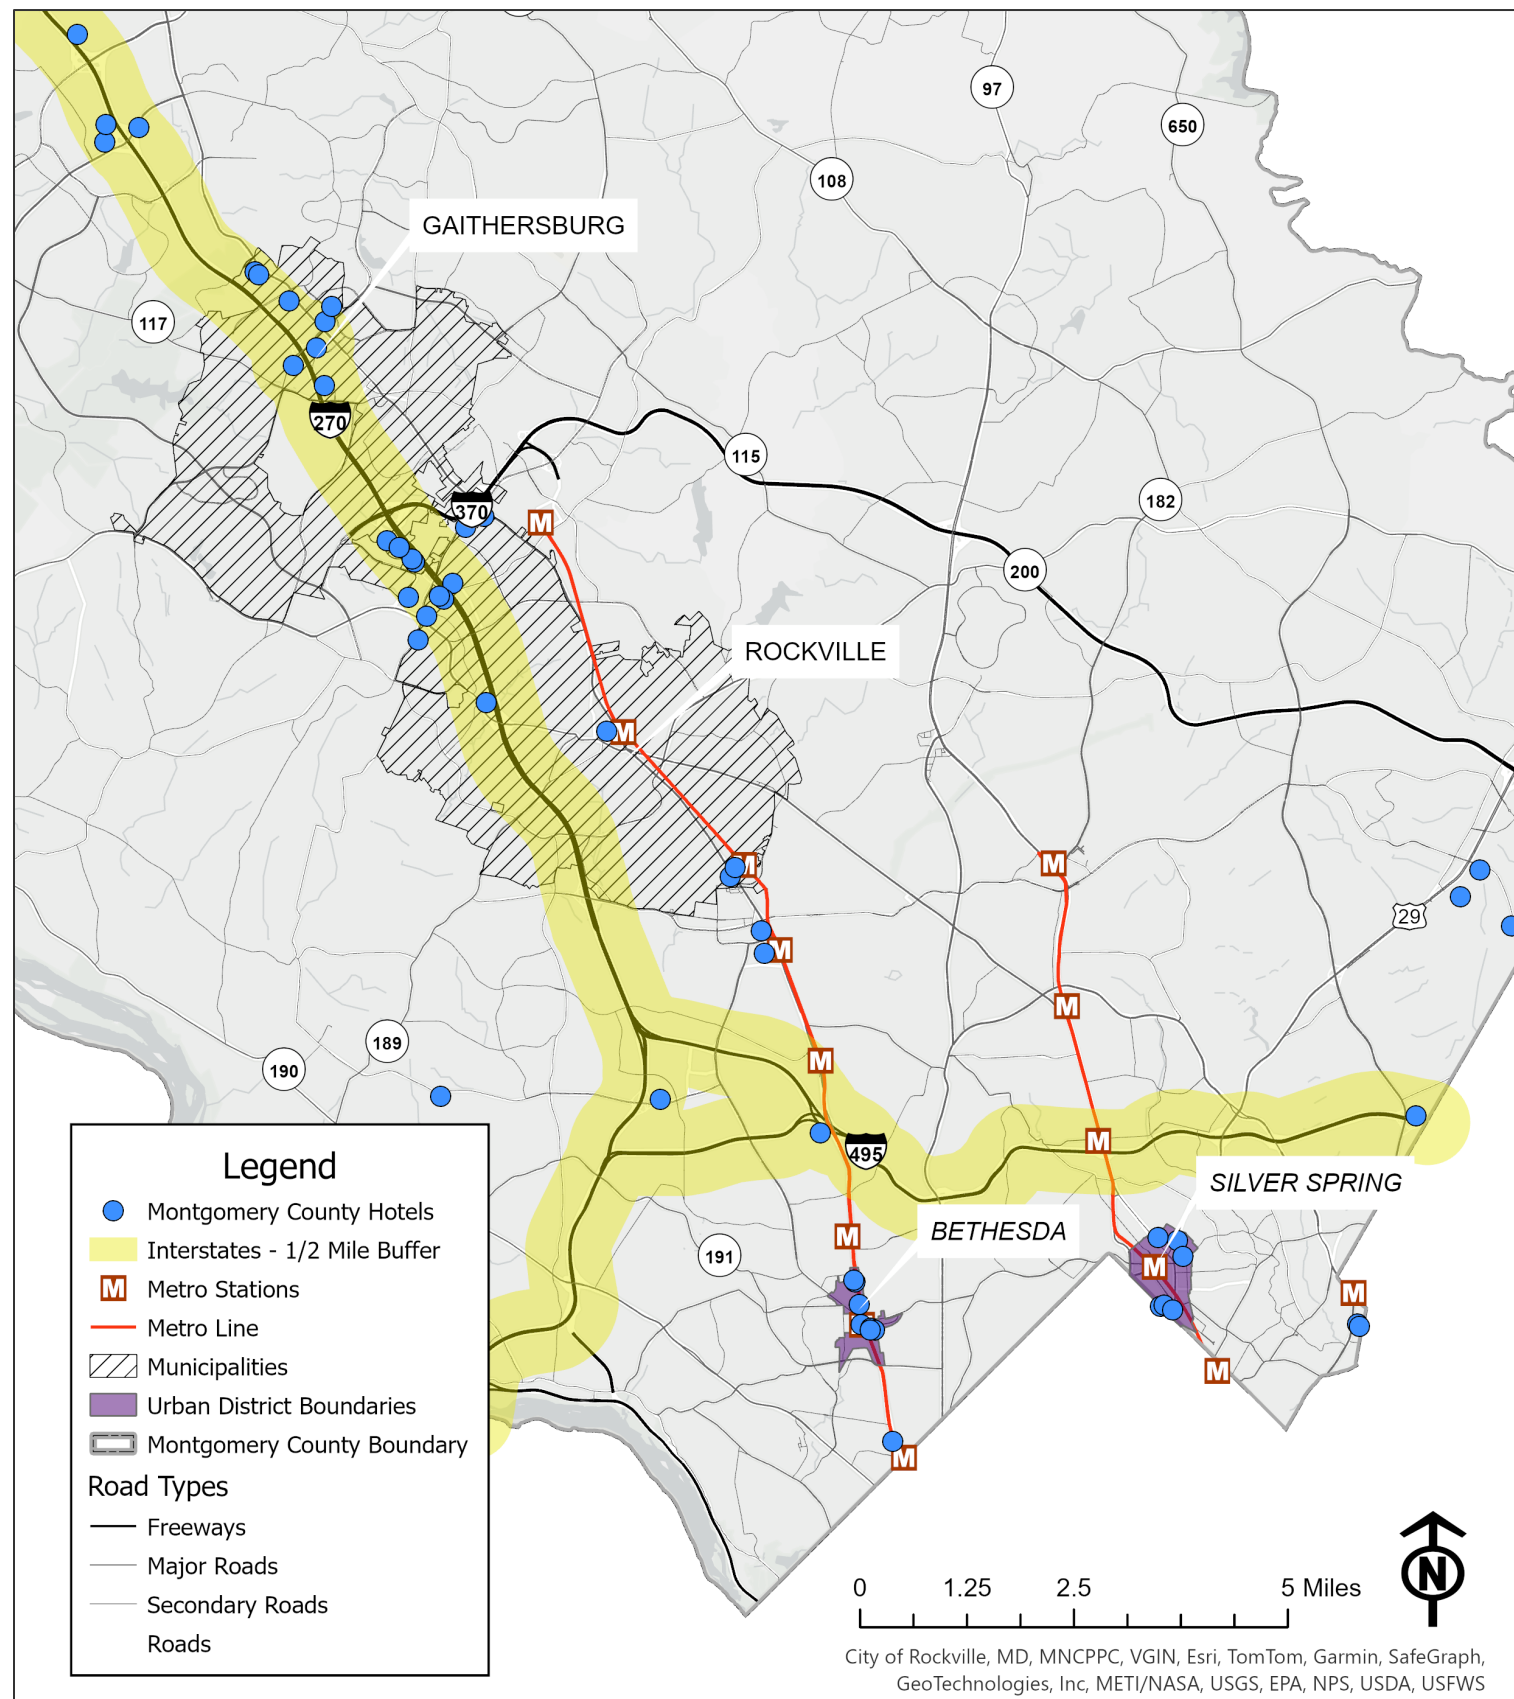 97
650
108
GAITHERSBURG
117
270
115
370
182
200
ROCKVILLE
M
M
M
M
M
M
M
29
189
190
M
M
495
SILVER SPRING
BETHESDA
191
M
M
M
M
M
Legend
Montgomery County Hotels
Interstates - 1/2 Mile Buffer
M Metro Stations
Metro Line
Municipalities
Urban District Boundaries
Montgomery County Boundary
Road Types
Freeways
Major Roads
Secondary Roads
Roads
0 1.25 2.5 5 Miles
N
City of Rockville, MD, MNCPPC, VGIN, Esri, TomTom, Garmin, SafeGraph,
GeoTechnologies, Inc, METI/NASA, USGS, EPA, NPS, USDA, USFWS